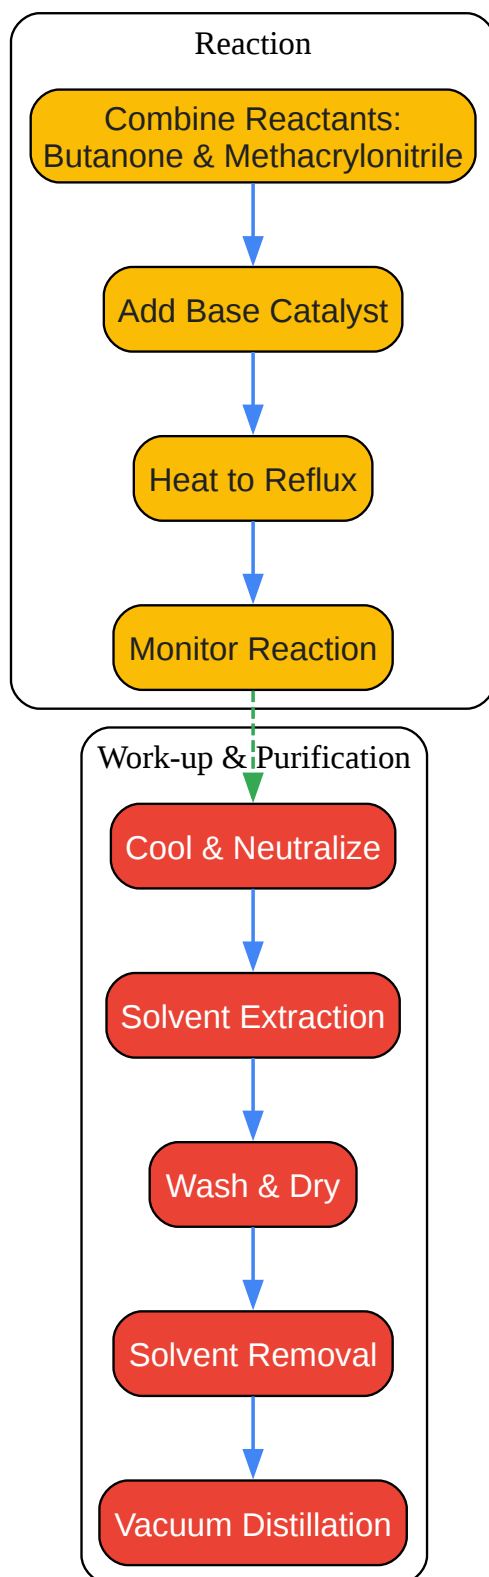 Reaction
Combine Reactants:
Butanone & Methacrylonitrile
Add Base Catalyst
Heat to Reflux
Monitor Reaction
Work-up & Purification
Cool & Neutralize
Solvent Extraction
Wash & Dry
Solvent Removal
Vacuum Distillation